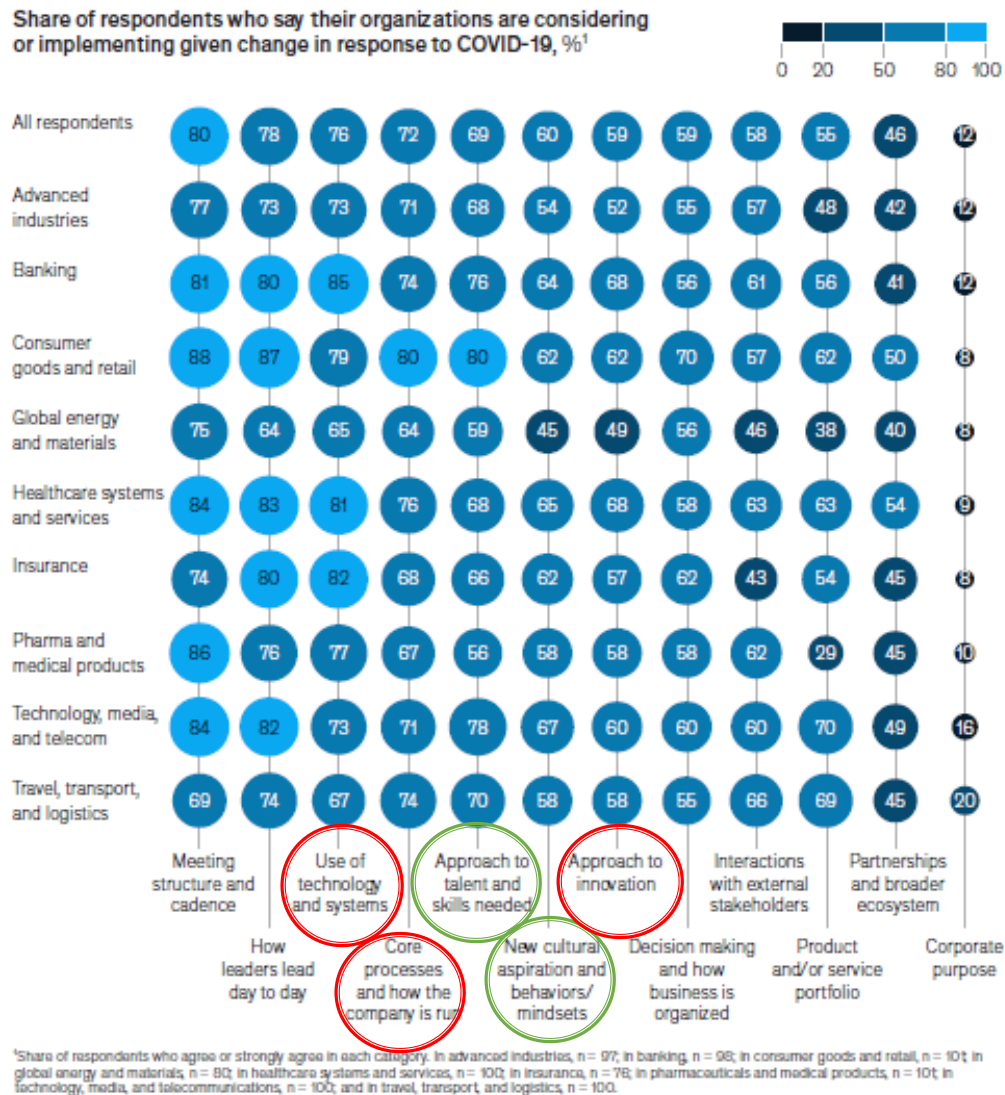 Share of respondents who say their organizations are considering
or implementing given change in response to COVID-19, %¹
0 20 50 80 100
All respondents
80 78 76 72 69 60 59 59 58 55 46 12
Advanced
industries
77 73 73 71 68 54 52 55 57 48 42 12
Banking
81 80 85 74 76 64 68 56 61 56 41 12
Consumer
goods and retail
88 87 79 80 80 62 62 70 57 62 50 8
Global energy
and materials
75 64 65 64 59 45 49 56 46 38 40 8
Healthcare systems
and services
84 83 81 76 68 65 68 58 63 63 54 9
Insurance
74 80 82 68 66 62 57 62 43 54 45 8
Pharma and
medical products
86 76 77 67 56 58 58 58 62 29 45 10
Technology, media,
and telecom
84 82 73 71 78 67 60 60 60 70 49 16
Travel, transport,
and logistics
69 74 67 74 70 58 58 55 66 69 45 20
Meeting
structure and
cadence
Use of
technology
and systems
Approach to
talent and
skills needed
Approach to
innovation
Interactions
with external
stakeholders
Partnerships
and broader
ecosystem
How
leaders lead
day to day
Core
processes
and how the
company is run
New cultural
aspiration and
behaviors/
mindsets
Decision making
and how
business is
organized
Product
and/or service
portfolio
Corporate
purpose
¹Share of respondents who agree or strongly agree in each category. In advanced industries, n = 97; in banking, n = 98; in consumer goods and retail, n = 101; in
global energy and materials, n = 80; in healthcare systems and services, n = 100; in insurance, n = 76; in pharmaceuticals and medical products, n = 101; in
technology, media, and telecommunications, n = 100; and in travel, transport, and logistics, n = 100.